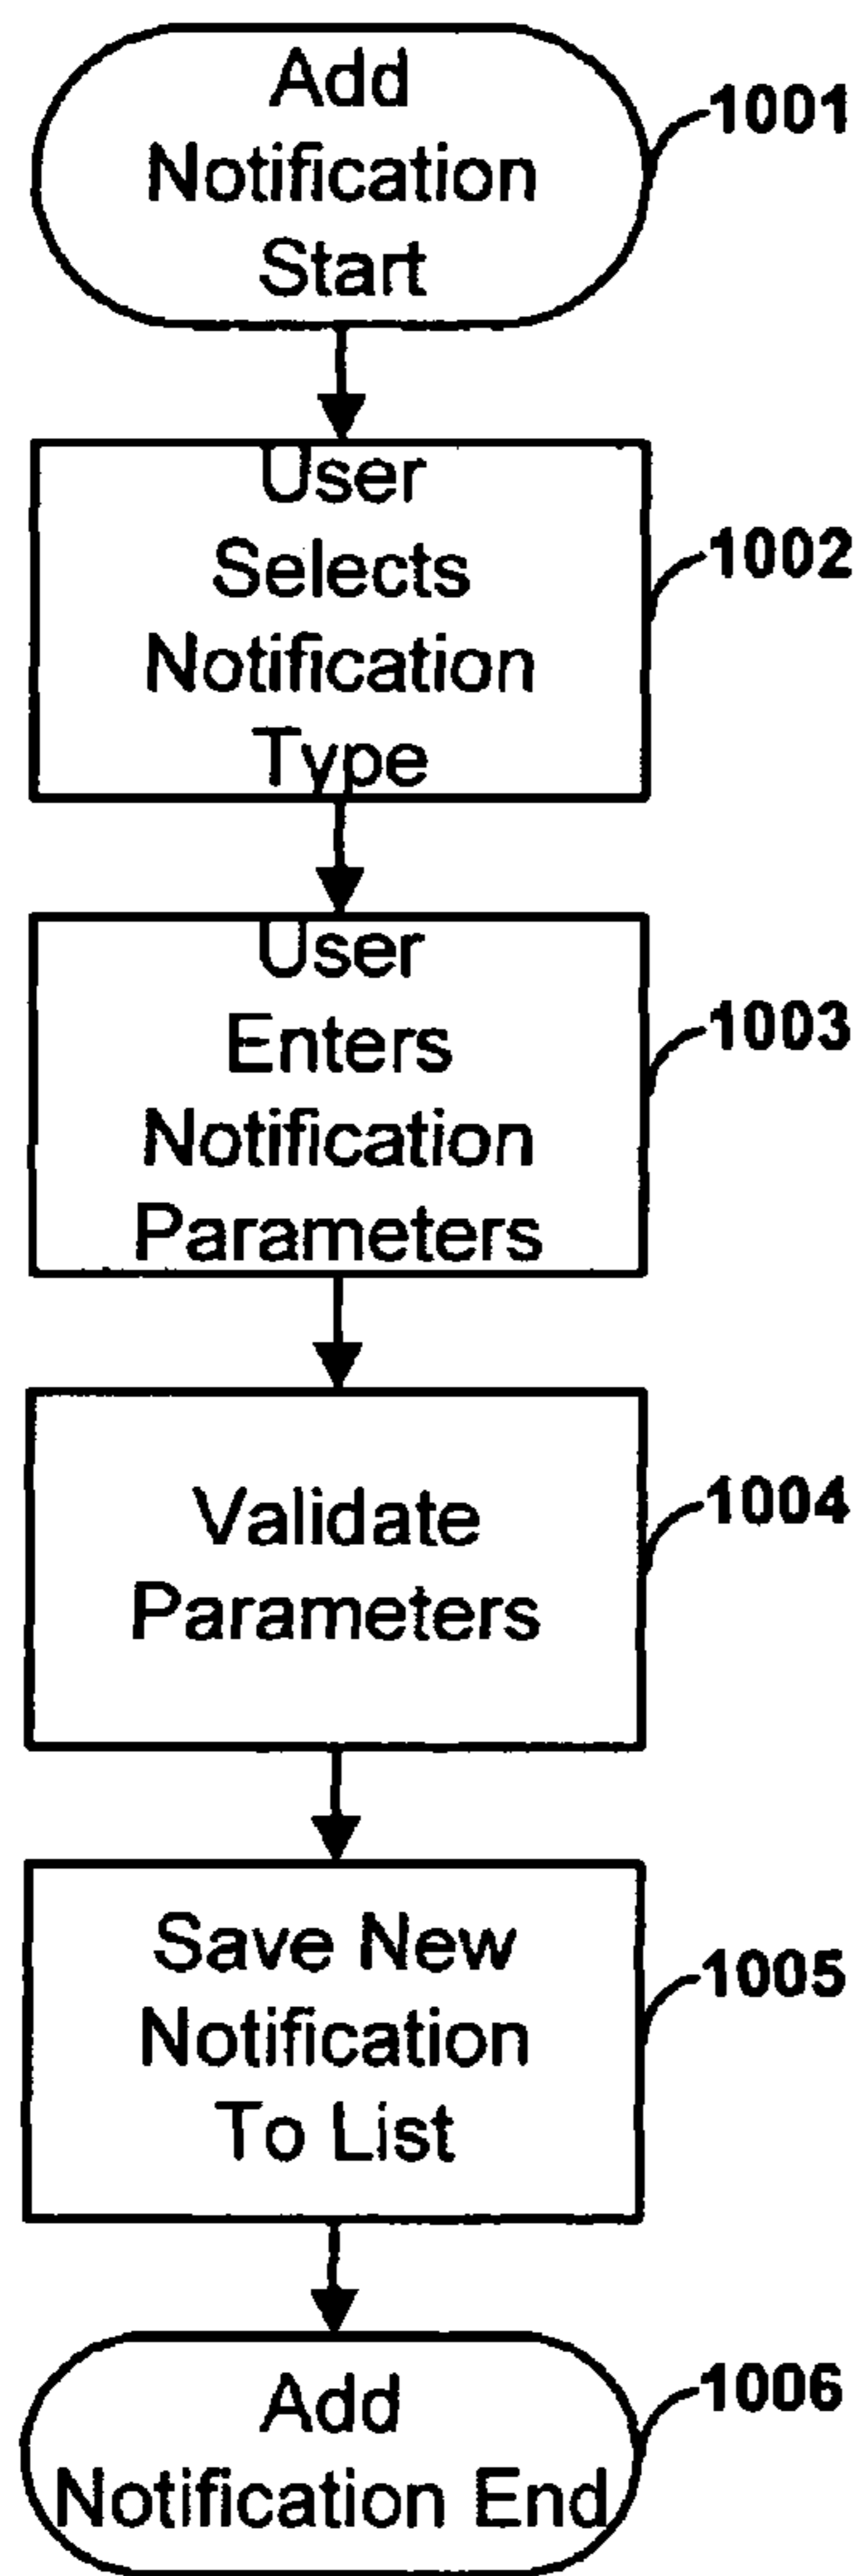 Add
Notification
Start
1001
User
Selects
Notification
Type
1002
User
Enters
Notification
Parameters
1003
Validate
Parameters
1004
Save New
Notification
To List
1005
Add
Notification End
1006